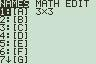 NAMES MATH EDIT
1:[A] 3×3
2:[B]
3:[C]
4:[D]
5:[E]
6:[F]
7↓[G]